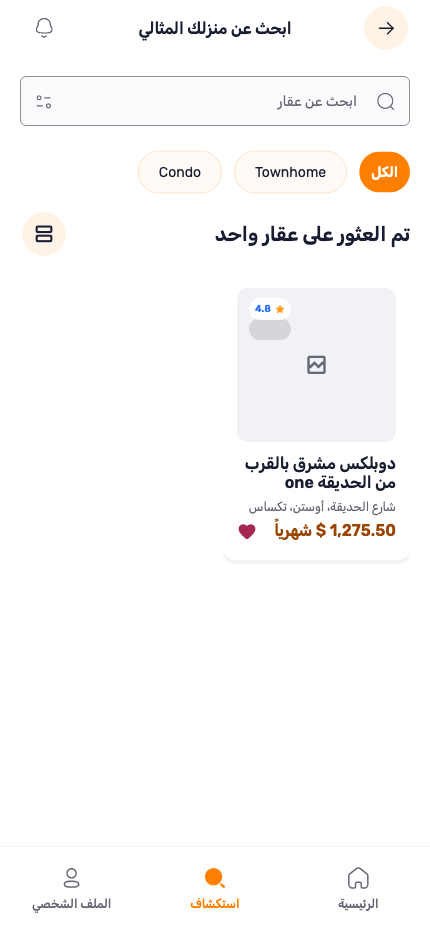 ابحث عن منزلك المثالي
ابحث عن عقار
الكل
Townhome
Condo
تم العثور على عقار واحد
4.8
دوبلكس مشرق بالقرب
من الحديقة one
شارع الحديقة، أوستن، تكساس
1,275.50 $ شهرياً
الرئيسية
استكشاف
الملف الشخصي